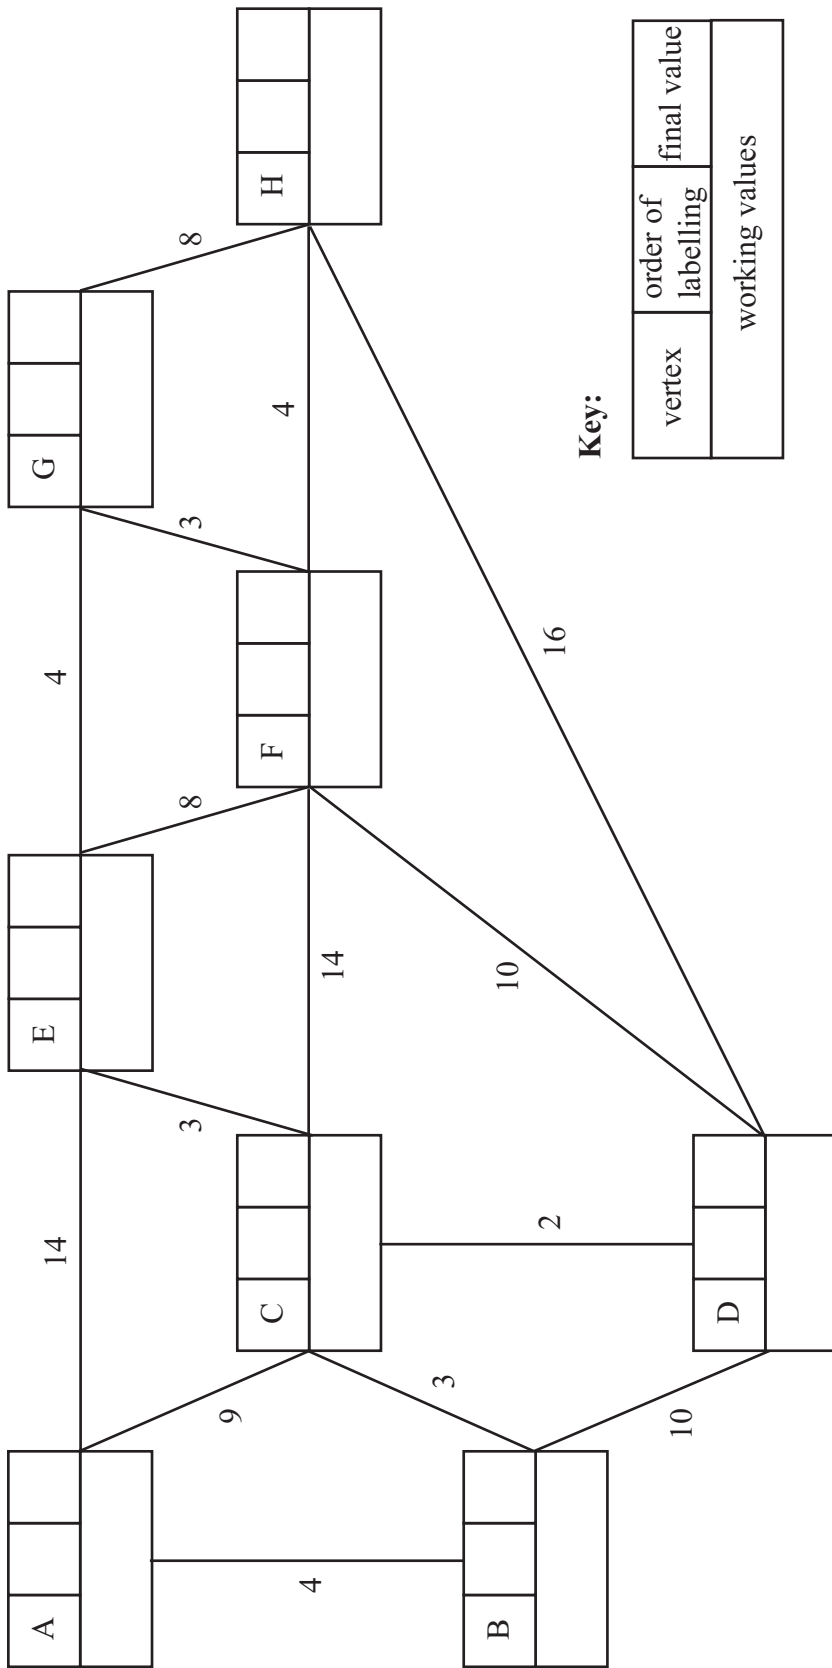 A
14
E
4
G
9
3
8
3
8
4
C
14
F
4
H
3
B
2
10
16
10
D
Key:
vertex
order of
labelling
final value
working values